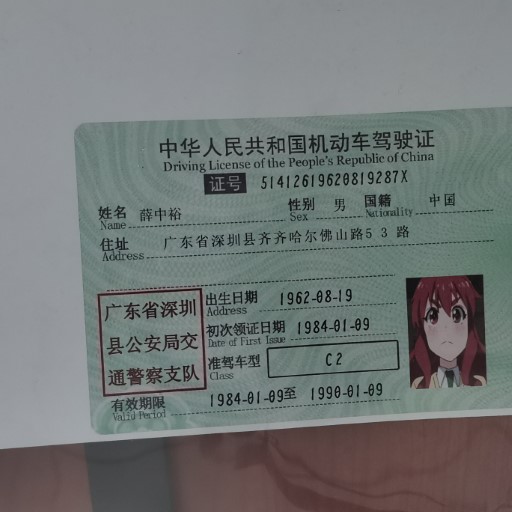 中华人民共和国机动车驾驶证
Driving License of the People's Republic of China
证号 51412619620819287X
姓名 薛中裕 性别 男 国籍 中国
Name Sex Nationality
住址 广东省深圳县齐齐哈尔佛山路53路
Address
广东省深圳
县公安局交
通警察支队
出生日期 1962-08-19
Address
初次领证日期 1984-01-09
Date of First Issue
准驾车型 C2
Class
有效期限 1984-01-09至 1990-01-09
Valid Period